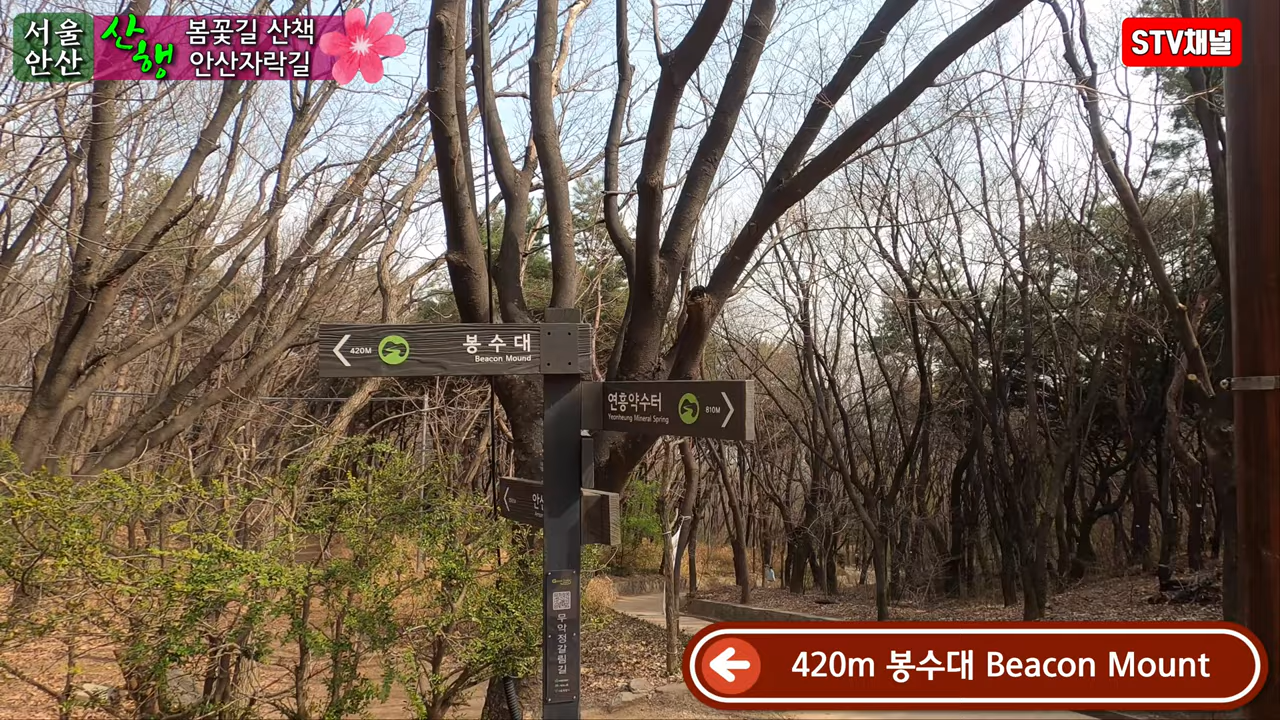 서울
안산
산행
봄꽃길 산책
안산자락길
STV채널
420M
봉수대
Beacon Mound
연흥약수터
Yeonheung Mineral Spring
810M
안산
무악정갈림길
420m 봉수대 Beacon Mount